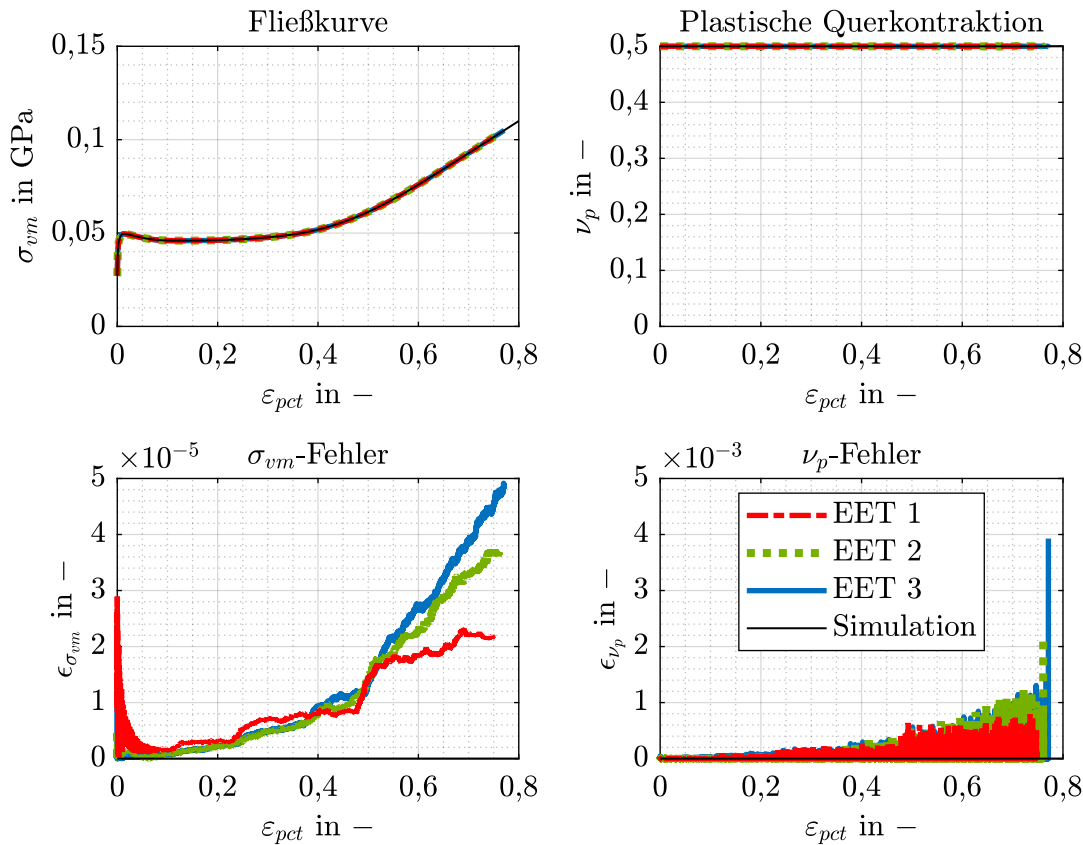 Fließkurve
0,15
0,1
0,05
0
σvm in GPa
0 0,2 0,4 0,6 0,8
εpct in −
Plastische Querkontraktion
0,5
0,4
0,3
0,2
0,1
0
νp in −
0 0,2 0,4 0,6 0,8
εpct in −
×10−5
σvm-Fehler
5
4
3
2
1
0
ϵσvm in −
0 0,2 0,4 0,6 0,8
εpct in −
×10−3
νp-Fehler
5
4
3
2
1
0
ϵνp in −
EET 1
EET 2
EET 3
Simulation
0 0,2 0,4 0,6 0,8
εpct in −